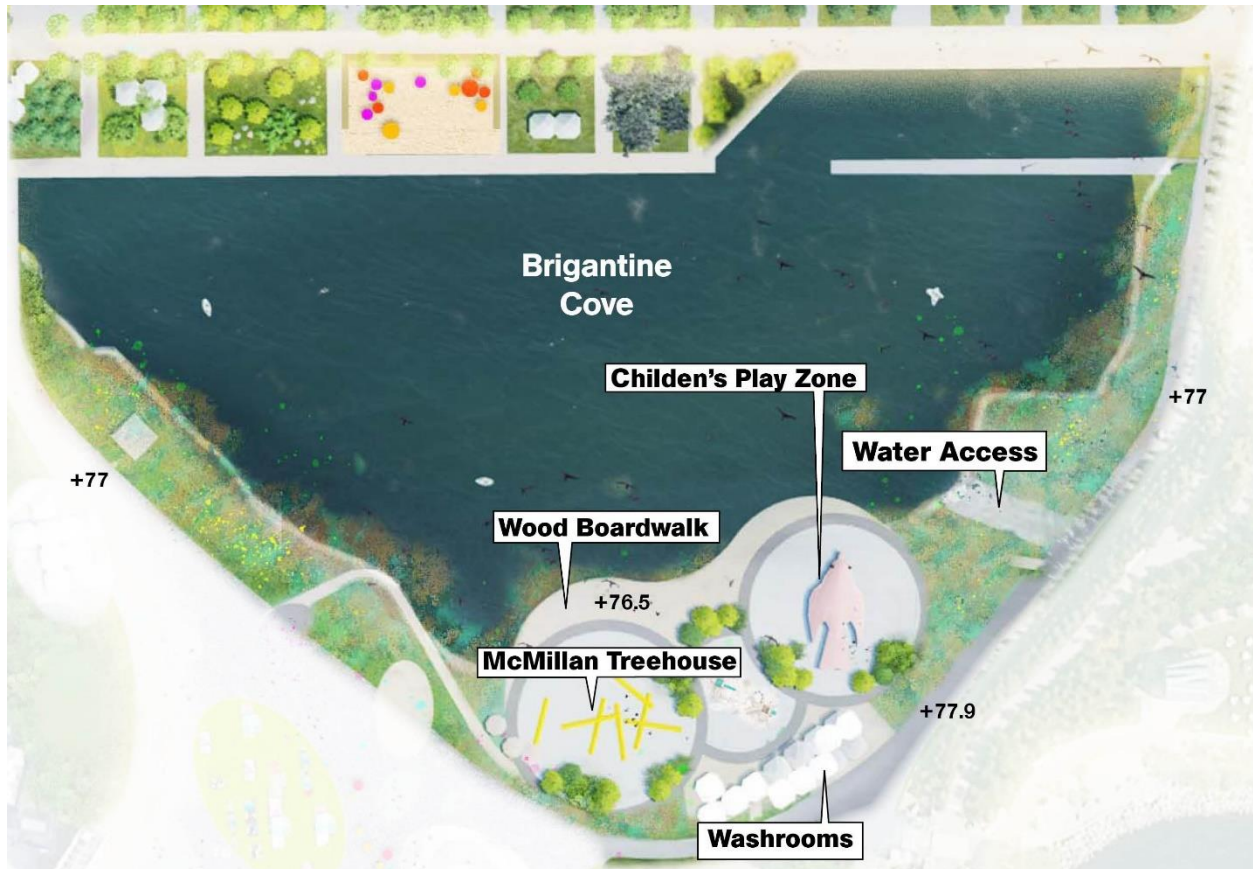 Brigantine
Cove
Childen's Play Zone
+77
Water Access
+77
Wood Boardwalk
+76.5
McMillan Treehouse
+77.9
Washrooms